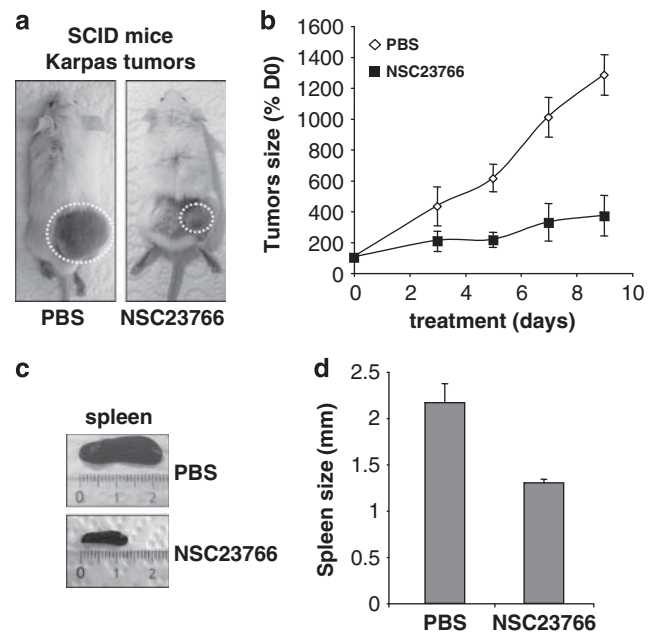 a
SCID mice
Karpas tumors
PBS
NSC23766
b
1600
1400
1200
1000
800
600
400
200
0
Tumors size (% D0)
PBS
NSC23766
0 2 4 6 8 10
treatment (days)
c
spleen
0 1 2
PBS
0 1 2
NSC23766
d
2.5
2
1.5
1
0.5
0
Spleen size (mm)
PBS NSC23766